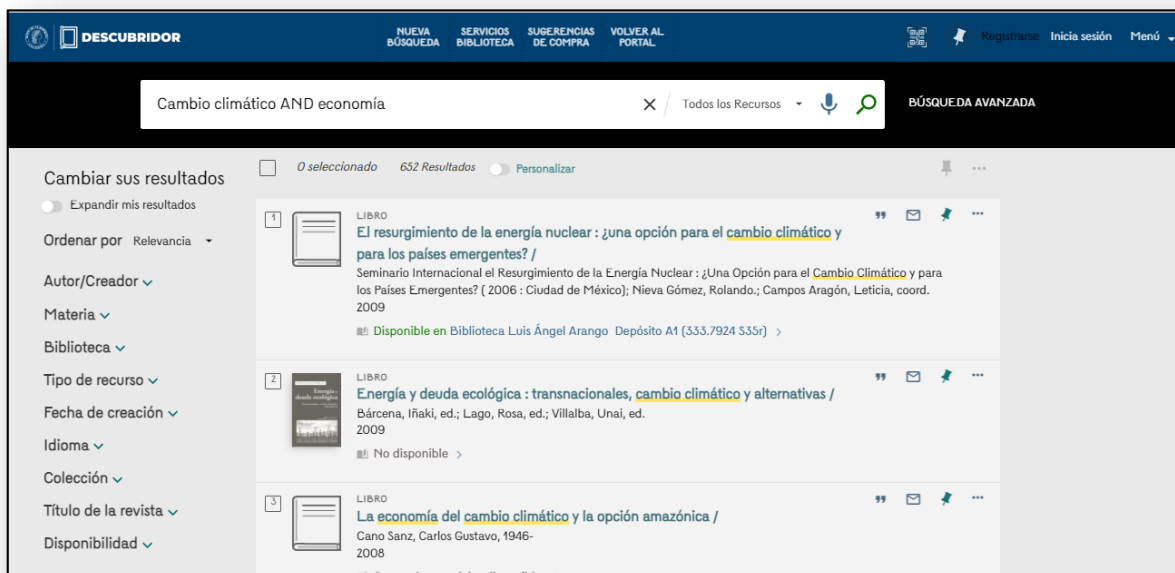 DESCUBRIDOR
NUEVA BÚSQUEDA
SERVICIOS BIBLIOTECA
SUGERENCIAS DE COMPRA
VOLVER AL PORTAL
Registrarse Inicia sesión Menú
Cambio climático AND economía
Todos los Recursos
BÚSQUEDA AVANZADA
Cambiar sus resultados
Expandir mis resultados
Ordenar por Relevancia
Autor/Creador
Materia
Biblioteca
Tipo de recurso
Fecha de creación
Idioma
Colección
Título de la revista
Disponibilidad
0 seleccionado 652 Resultados Personalizar
1
LIBRO
El resurgimiento de la energía nuclear : ¿una opción para el cambio climático y
para los países emergentes? /
Seminario Internacional el Resurgimiento de la Energía Nuclear : ¿Una Opción para el Cambio Climático y para
los Países Emergentes? ( 2006 : Ciudad de México); Nieva Gómez, Rolando.; Campos Aragón, Leticia, coord.
2009
Disponible en Biblioteca Luis Ángel Arango Depósito A1 (333.7924 S35r)
2
LIBRO
Energía y deuda ecológica : transnacionales, cambio climático y alternativas /
Bárcena, Iñaki, ed.; Lago, Rosa, ed.; Villalba, Unai, ed.
2009
No disponible
3
LIBRO
La economía del cambio climático y la opción amazónica /
Cano Sanz, Carlos Gustavo, 1946-
2008